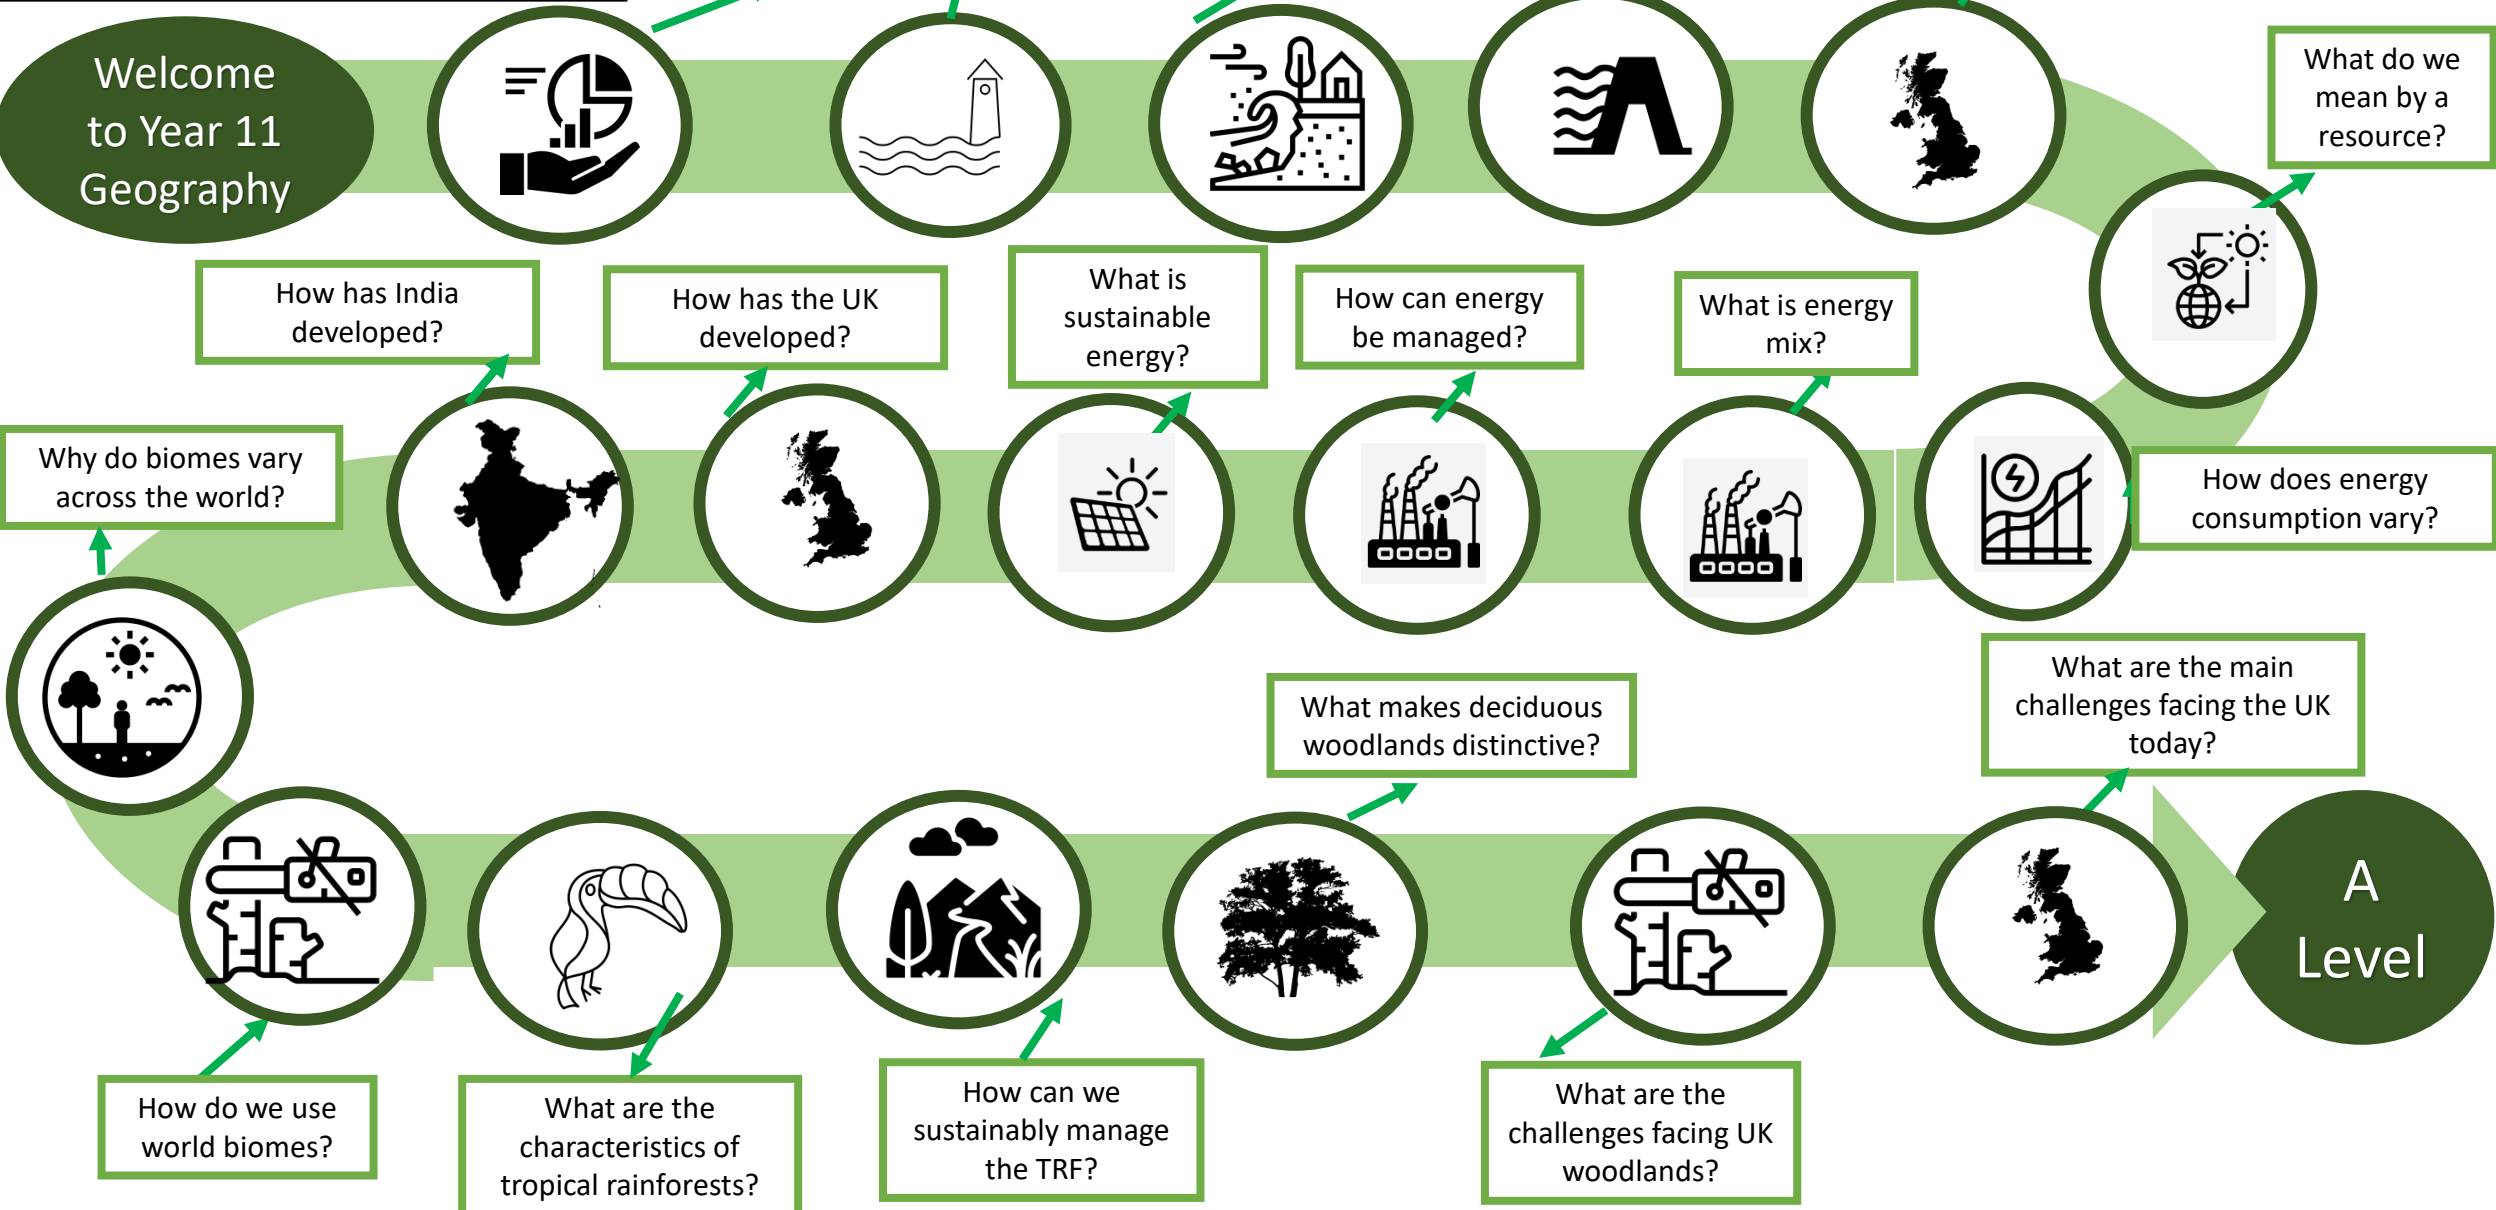 Welcome
to Year 11
Geography
What do we
mean by a
resource?
How has India
developed?
How has the UK
developed?
What is
sustainable
energy?
How can energy
be managed?
What is energy
mix?
Why do biomes vary
across the world?
How does energy
consumption vary?
What makes deciduous
woodlands distinctive?
What are the main
challenges facing the UK
today?
A
Level
How do we use
world biomes?
What are the
characteristics of
tropical rainforests?
How can we
sustainably manage
the TRF?
What are the
challenges facing UK
woodlands?